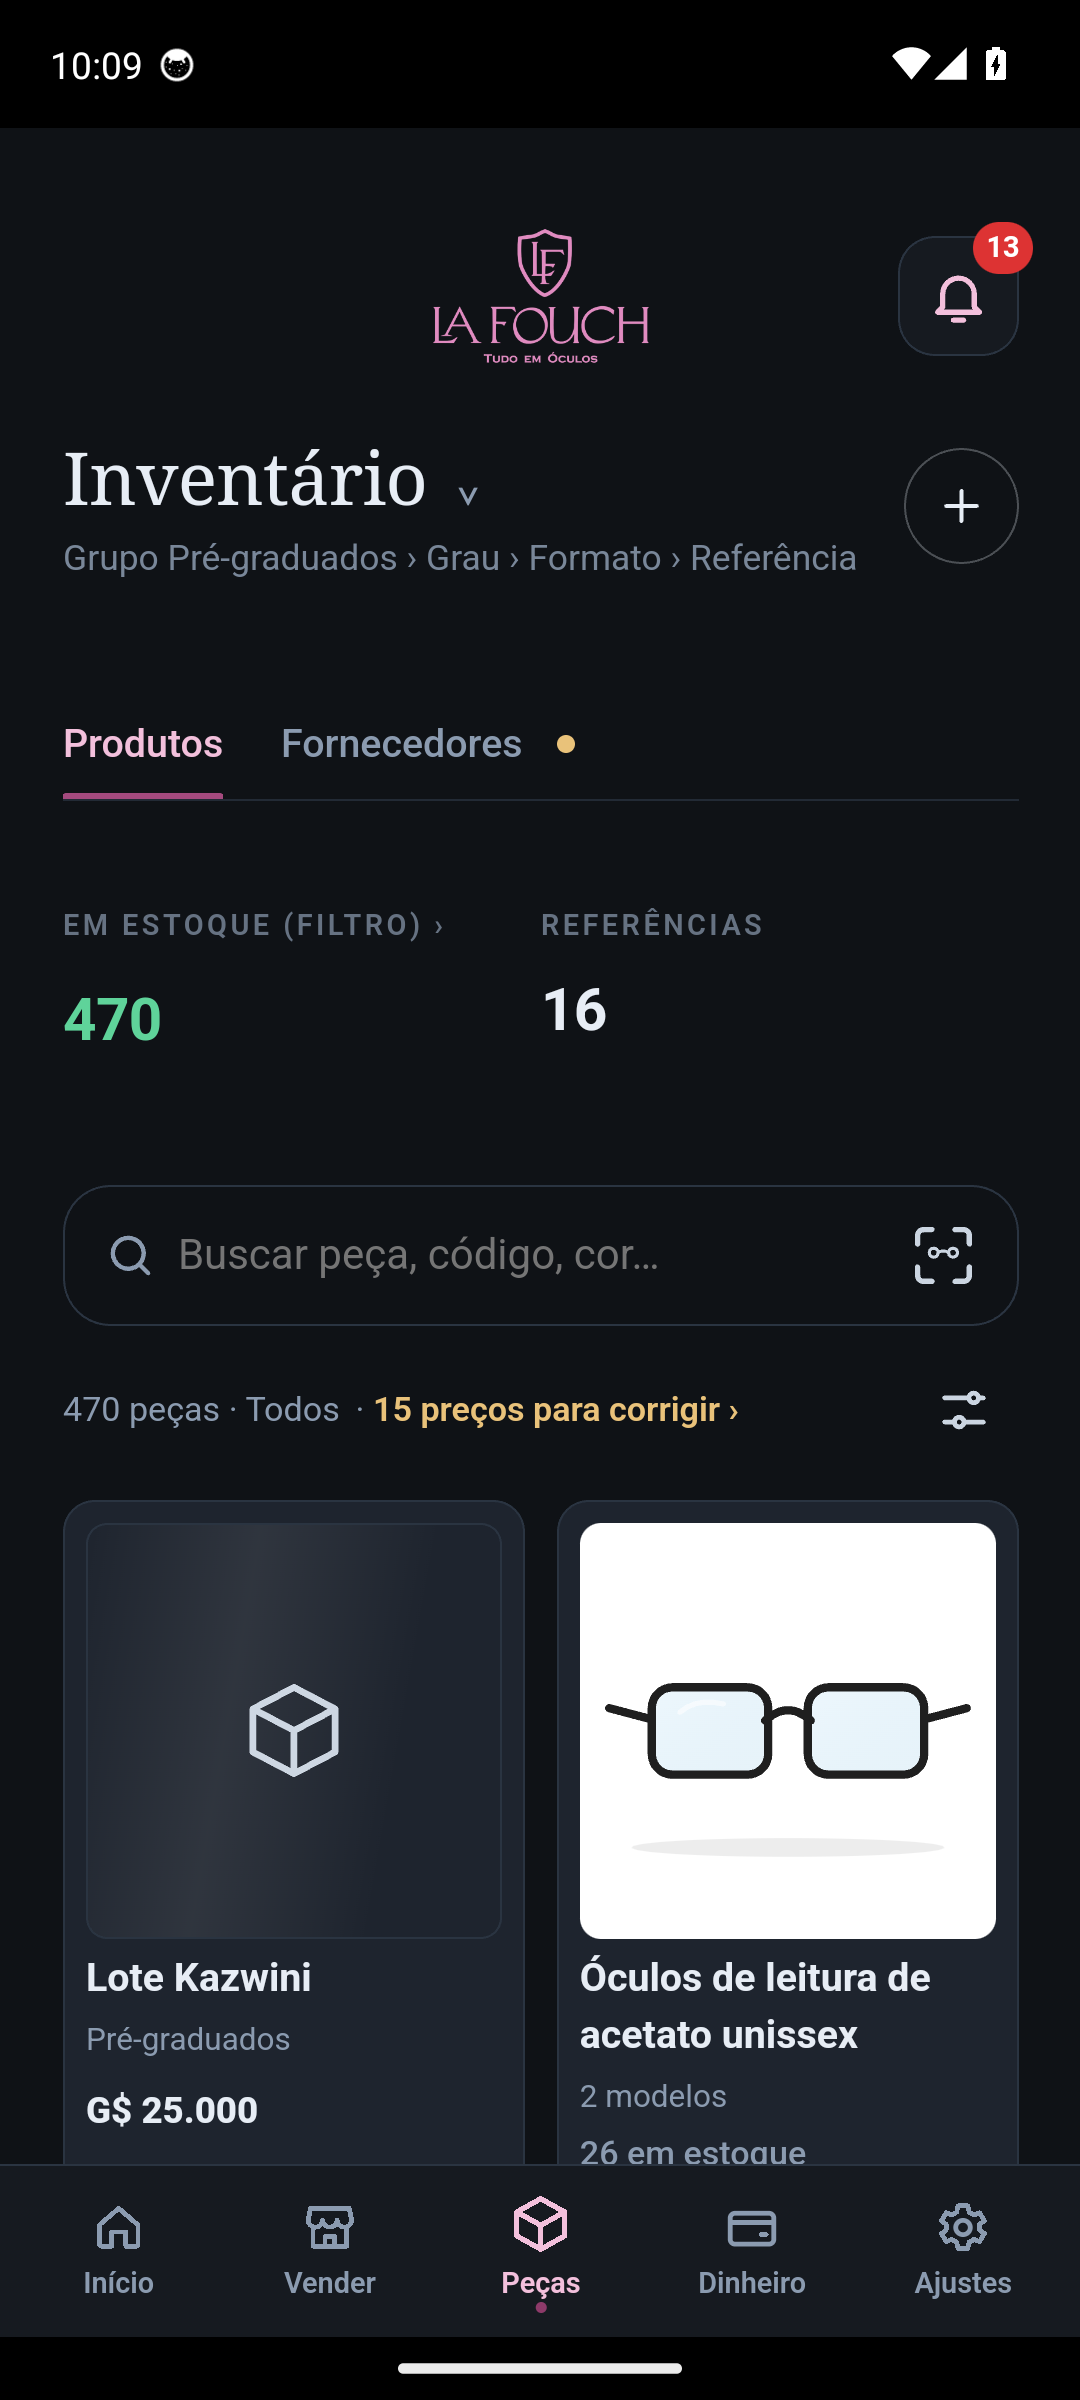 10:09
13
LF
LA FOUCH
TUDO EM ÓCULOS
Inventário
Grupo Pré-graduados › Grau › Formato › Referência
Produtos
Fornecedores
EM ESTOQUE (FILTRO) ›
REFERÊNCIAS
470
16
Buscar peça, código, cor...
470 peças · Todos · 15 preços para corrigir ›
Lote Kazwini
Pré-graduados
G$ 25.000
Óculos de leitura de
acetato unissex
2 modelos
26 em estoque
Início
Vender
Peças
Dinheiro
Ajustes